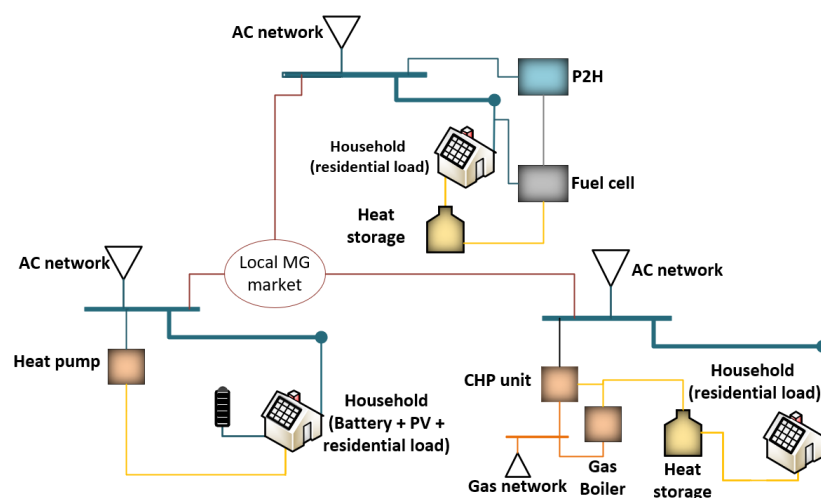 AC network
P2H
Household
(residential load)
Fuel cell
Heat
storage
AC network
Local MG
market
AC network
Heat pump
Household
(Battery + PV +
residential load)
CHP unit
Household
(residential load)
Gas network
Gas
Boiler
Heat
storage